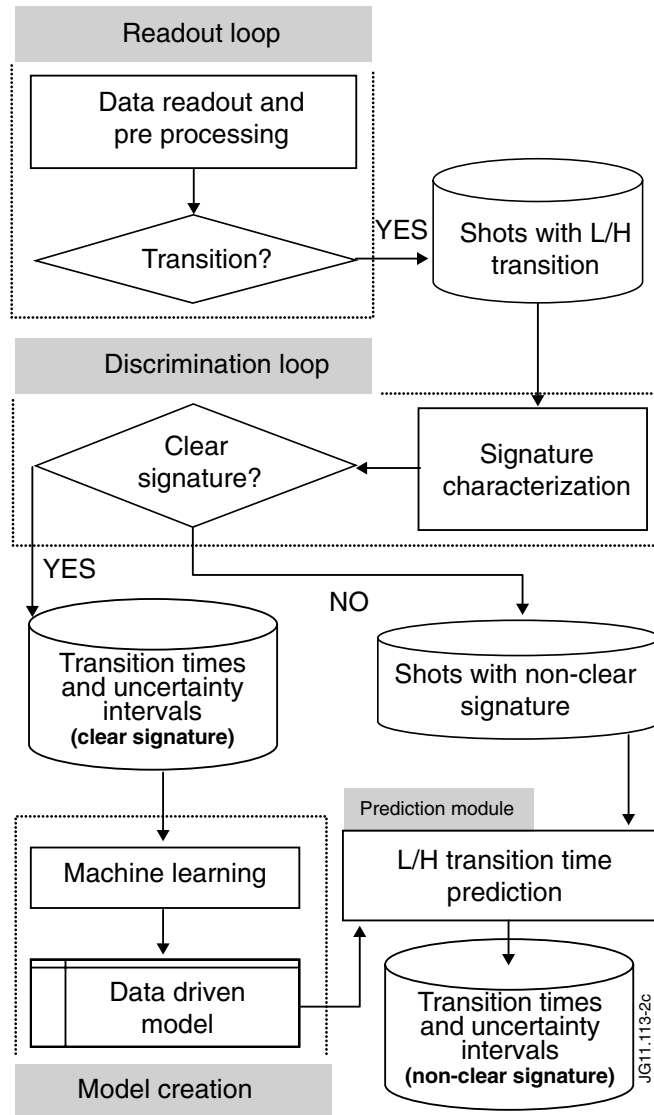 Readout loop
Data readout and
pre processing
Transition?
YES
Shots with L/H
transition
Discrimination loop
Clear
signature?
Signature
characterization
YES
NO
Transition times
and uncertainty
intervals
(clear signature)
Shots with non-clear
signature
Prediction module
Machine learning
L/H transition time
prediction
Data driven
model
Transition times
and uncertainty
intervals
(non-clear signature)
Model creation
JG11.113-2c